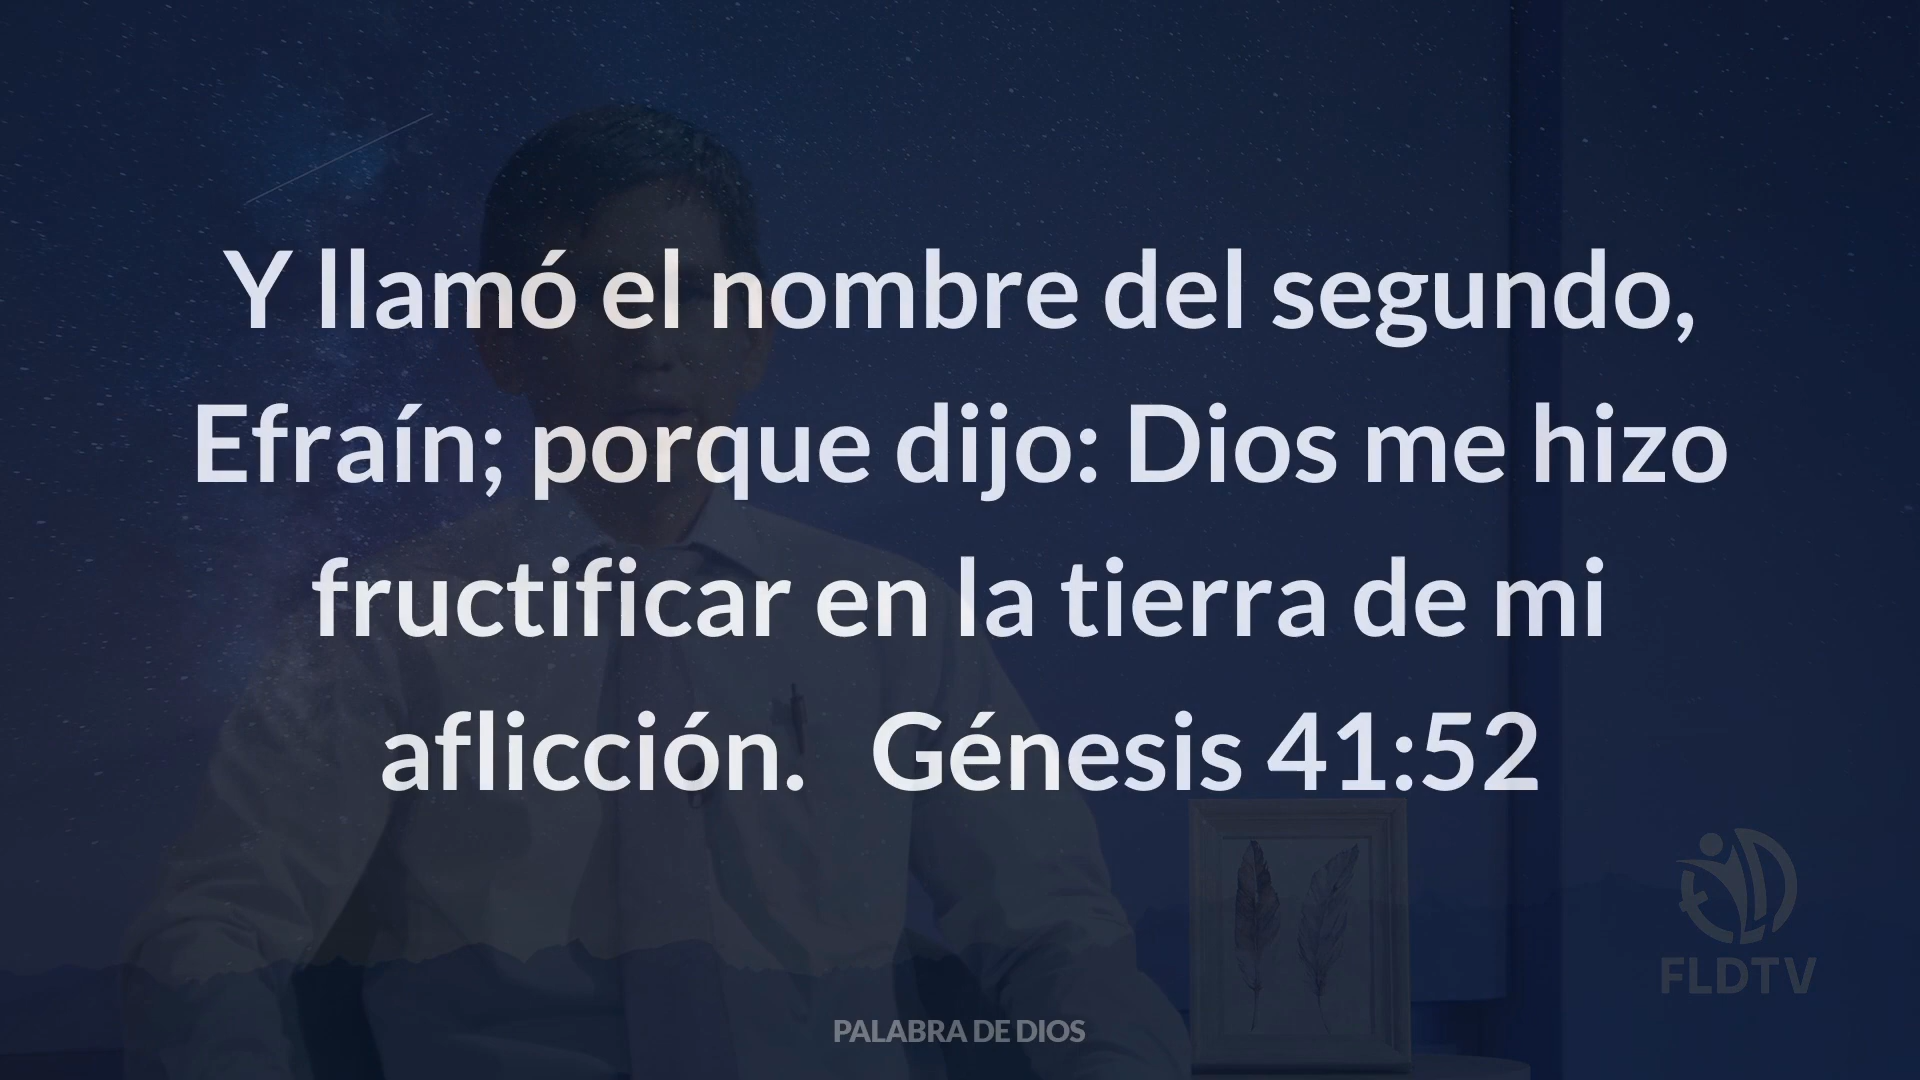 Y llamó el nombre del segundo,
Efraín; porque dijo: Dios me hizo
fructificar en la tierra de mi
aflicción.   Génesis 41:52
FLDTV
PALABRA DE DIOS